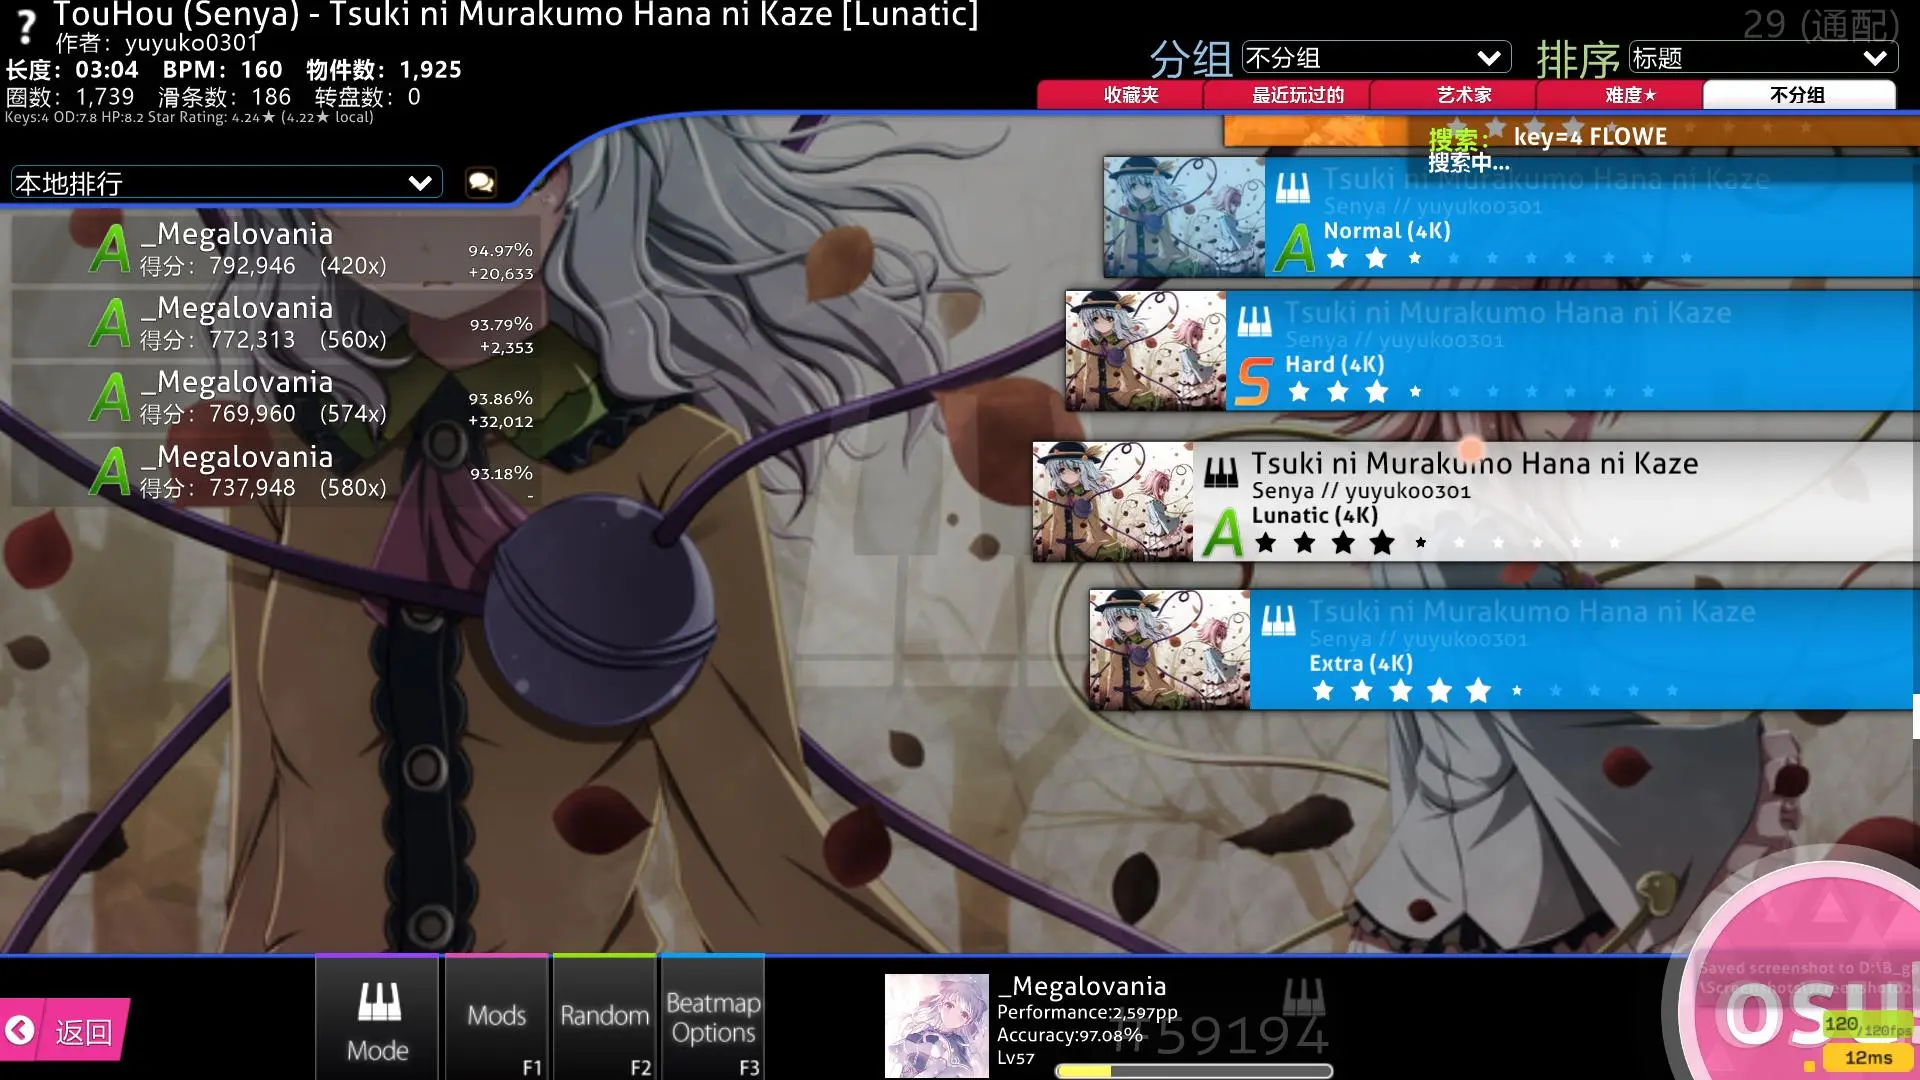 TouHou (Senya) - Tsuki ni Murakumo Hana ni Kaze [Lunatic]
作者：yuyuko0301
长度：03:04 BPM：160 物件数：1,925
圈数：1,739 滑条数：186 转盘数：0
Keys:4 OD:7.8 HP:8.2 Star Rating: 4.24★ (4.22★ local)
29 (通配)
分组 不分组
排序 标题
收藏夹 最近玩过的 艺术家 难度★ 不分组
搜索： key=4 FLOWE
搜索中...
本地排行
_Megalovania
得分：792,946 (420x)
94.97%
+20,633
_Megalovania
得分：772,313 (560x)
93.79%
+2,353
_Megalovania
得分：769,960 (574x)
93.86%
+32,012
_Megalovania
得分：737,948 (580x)
93.18%
-
Tsuki ni Murakumo Hana ni Kaze
Senya // yuyuko0301
Normal (4K)
Tsuki ni Murakumo Hana ni Kaze
Senya // yuyuko0301
Hard (4K)
Tsuki ni Murakumo Hana ni Kaze
Senya // yuyuko0301
Lunatic (4K)
Tsuki ni Murakumo Hana ni Kaze
Senya // yuyuko0301
Extra (4K)
返回
Mode
Mods
F1
Random
F2
Beatmap
Options
F3
_Megalovania
Performance:2,597pp
Accuracy:97.08%
Lv57
#59194
Saved screenshot to
osu
120/120fps
12ms